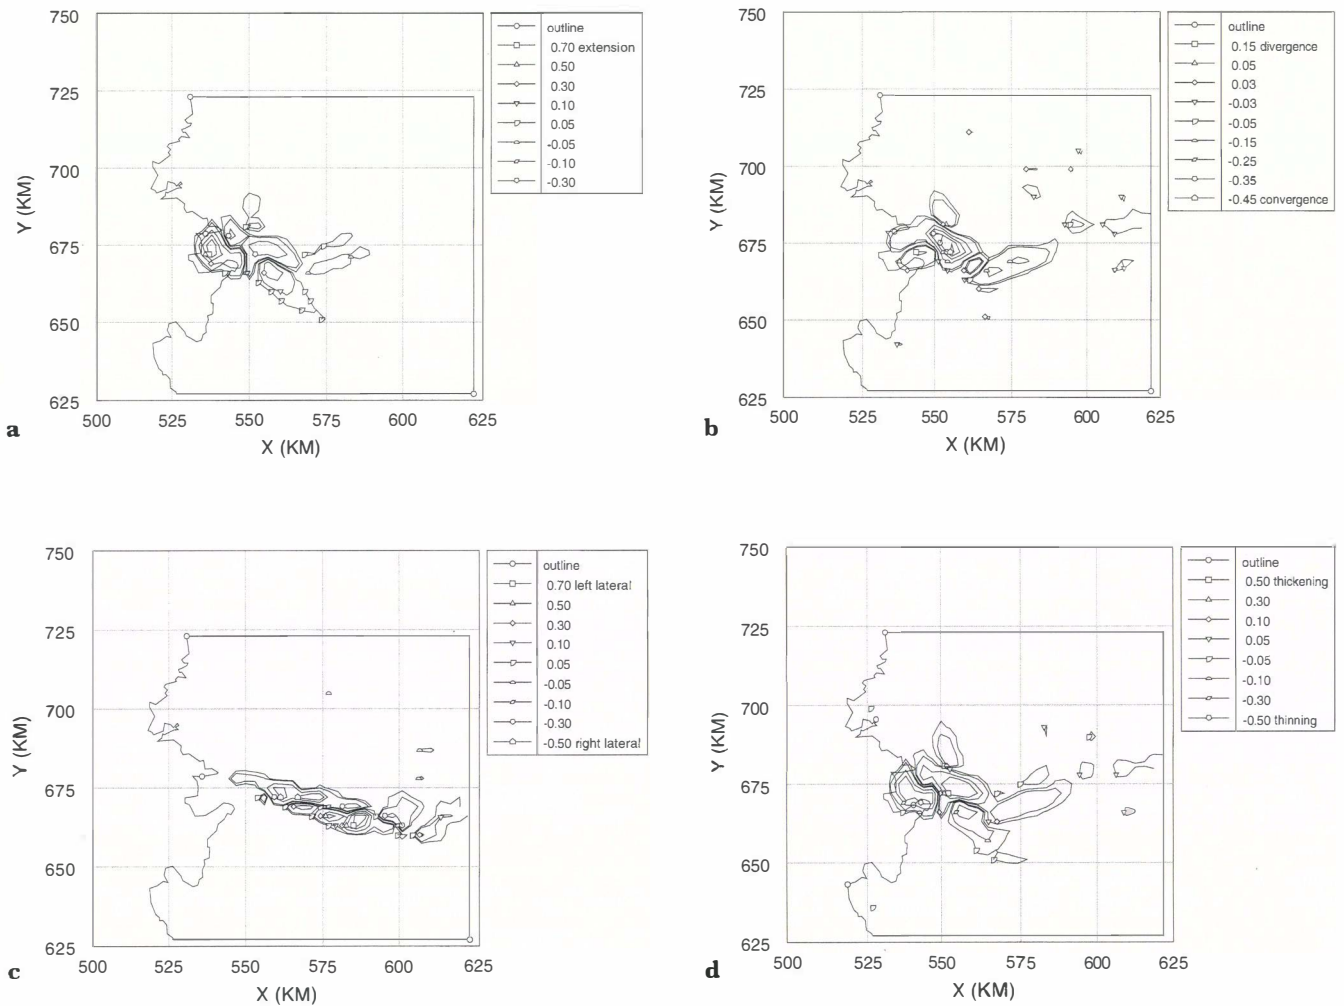 750
725
700
675
650
625
Y (KM)
500 525 550 575 600 625
X (KM)
outline
0.70 extension
0.50
0.30
0.10
0.05
-0.05
-0.10
-0.30
a
750
725
700
675
650
625
Y (KM)
500 525 550 575 600 625
X (KM)
outline
0.15 divergence
0.05
0.03
-0.03
-0.05
-0.15
-0.25
-0.35
-0.45 convergence
b
750
725
700
675
650
625
Y (KM)
500 525 550 575 600 625
X (KM)
outline
0.70 left lateral
0.50
0.30
0.10
0.05
-0.05
-0.10
-0.30
-0.50 right lateral
c
750
725
700
675
650
625
Y (KM)
500 525 550 575 600 625
X (KM)
outline
0.50 thickening
0.30
0.10
0.05
-0.05
-0.10
-0.30
-0.50 thinning
d